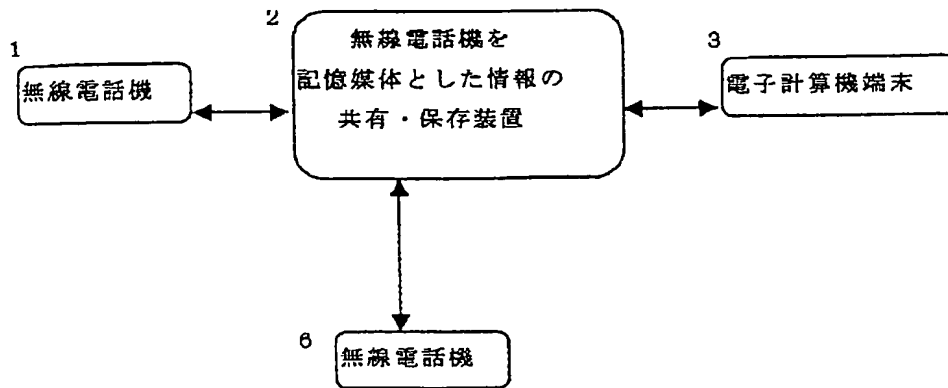 1
無線電話機
2
無線電話機を
記憶媒体とした情報の
共有・保存装置
3
電子計算機端末
6
無線電話機